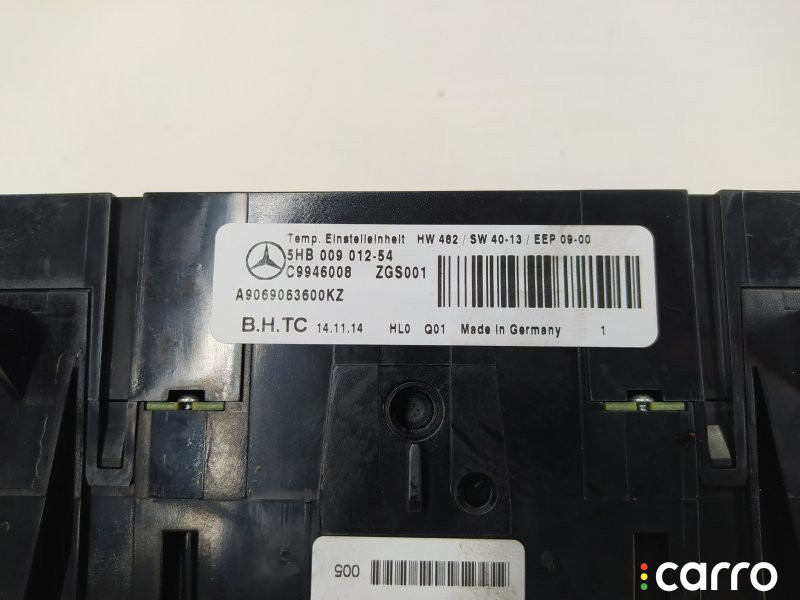 Temp. Einstelleinheit HW 482 / SW 40-13 / EEP 09-00
5HB 009 012-54
C9946008 ZGS001
A9069063600KZ
B.H.TC 14.11.14 HL0 Q01 Made in Germany 1
005
carro